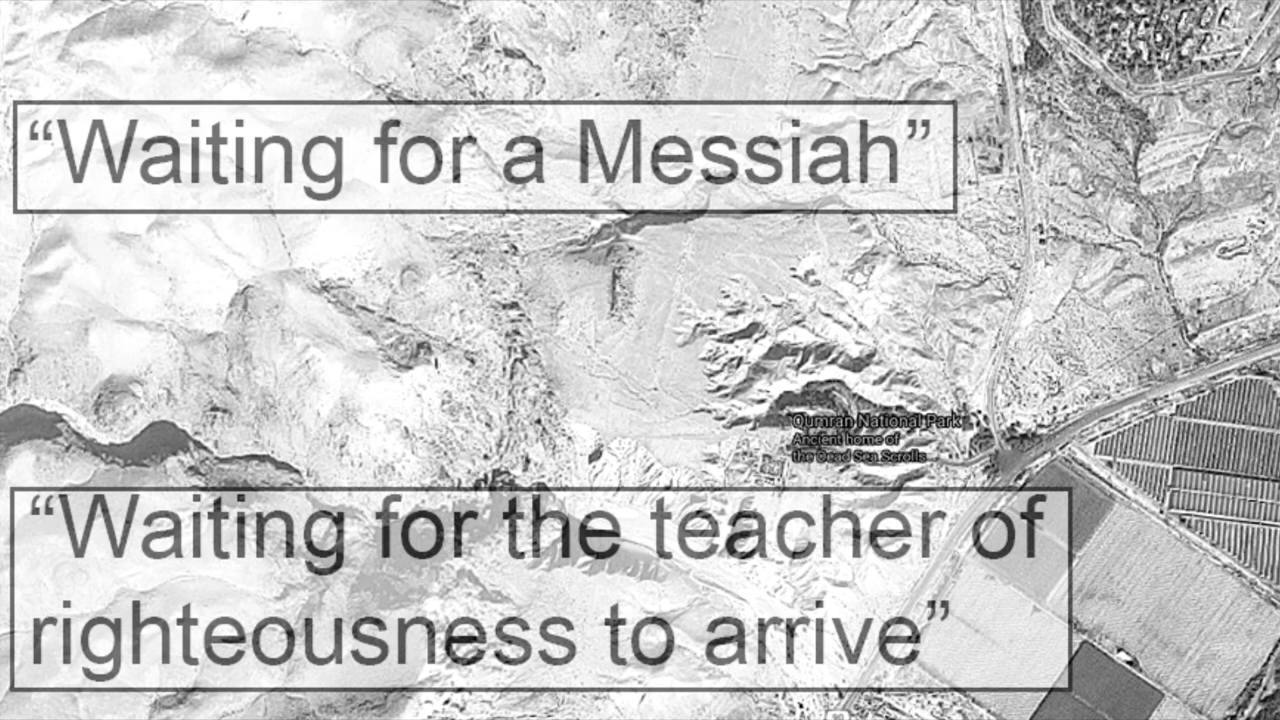 “Waiting for a Messiah”
Qumran National Park
Ancient home of
the Dead Sea Scrolls
“Waiting for the teacher of
righteousness to arrive”